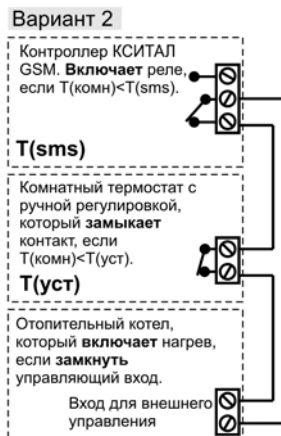 Вариант 2
Контроллер КСИТАЛ
GSM. Включает реле,
если Т(комн)<T(sms).
T(sms)
Комнатный термостат с
ручной регулировкой,
который замыкает
контакт, если
Т(комн)<Т(уст).
Т(уст)
Отопительный котел,
который включает нагрев,
если замкнуть
управляющий вход.
Вход для внешнего
управления